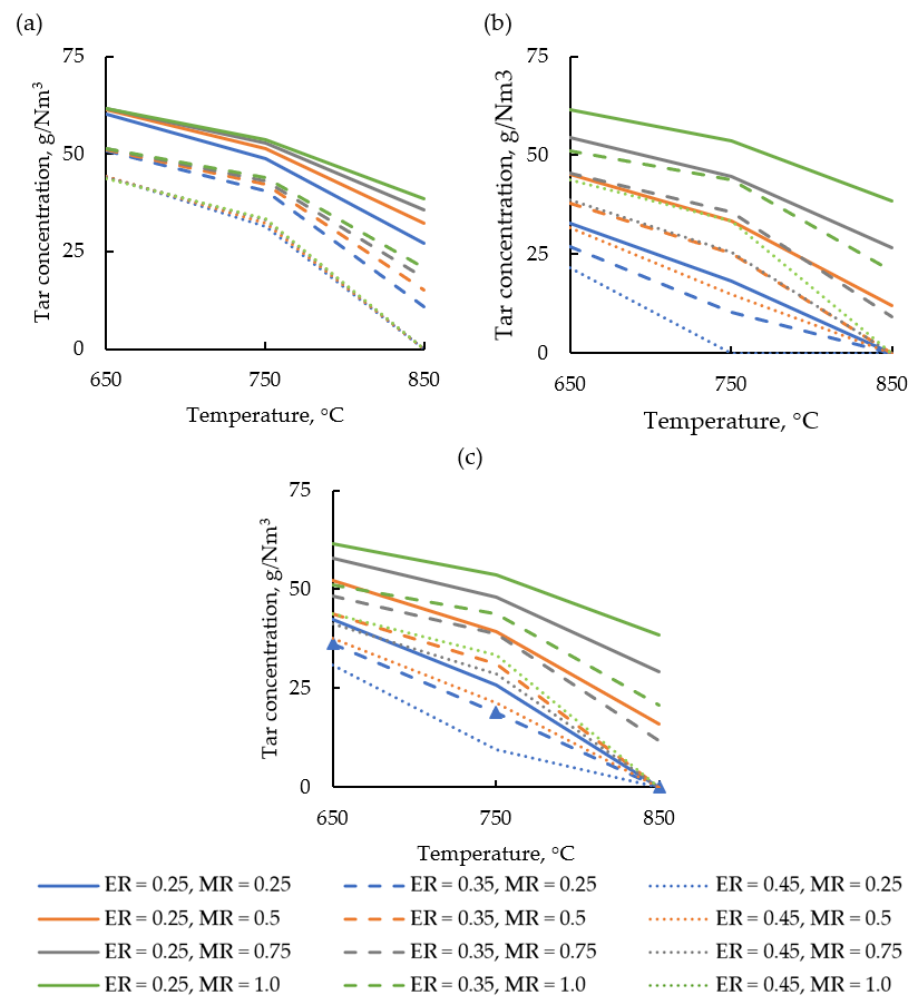 (a)
75
50
25
0
650 750 850
Tar concentration, g/Nm³
Temperature, °C
(b)
75
50
25
0
650 750 850
Tar concentration, g/Nm3
Temperature, °C
(c)
75
50
25
0
650 750 850
Tar concentration, g/Nm³
Temperature, °C
ER = 0.25, MR = 0.25 ER = 0.35, MR = 0.25 ER = 0.45, MR = 0.25
ER = 0.25, MR = 0.5 ER = 0.35, MR = 0.5 ER = 0.45, MR = 0.5
ER = 0.25, MR = 0.75 ER = 0.35, MR = 0.75 ER = 0.45, MR = 0.75
ER = 0.25, MR = 1.0 ER = 0.35, MR = 1.0 ER = 0.45, MR = 1.0